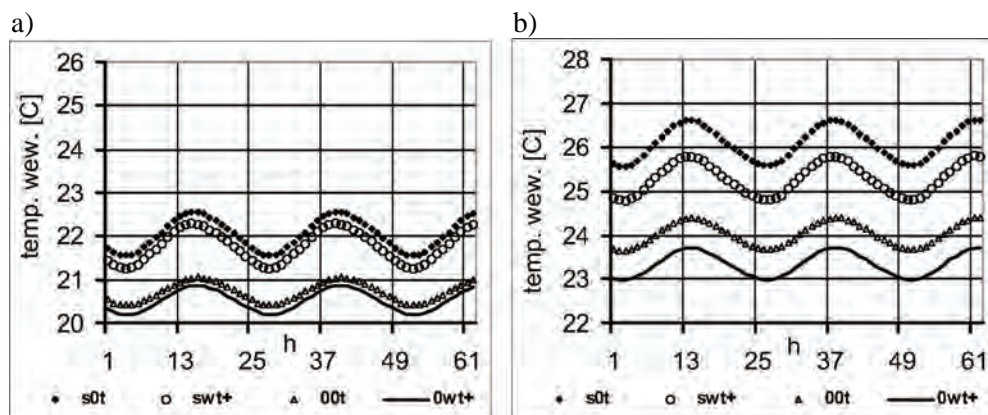 a)
b)
temp. wew. [C]
26
25
24
23
22
21
20
h
1 13 25 37 49 61
s0t swt+ 00t 0wt+
temp. wew. [C]
28
27
26
25
24
23
22
h
1 13 25 37 49 61
s0t swt+ 00t 0wt+